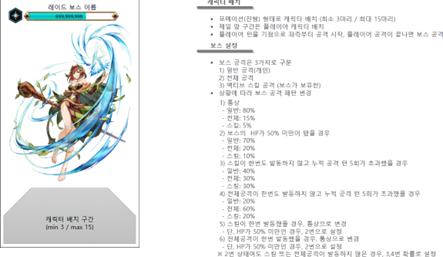 레이드 보스 이름
999,999,999
캐릭터 배치 구간
(min 3 / max 15)
캐릭터 배치
• 포메이션(진형) 형태로 캐릭터 배치 (최소 3마리 / 최대 15마리)
• 제일 앞 구간은 플레이어 캐릭터 배치
• 플레이어 턴을 기점으로 좌측부터 공격 시작, 플레이어 공격이 끝나면 보스 공격
보스 설정
• 보스 공격은 3가지로 구분
1) 일반 공격(개인)
2) 전체 공격
3) 액티브 스킬 공격 (보스가 보유한)
• 상황에 따라 보스 공격 패턴 변경
1) 통상
- 일반: 80%
- 전체: 15%
- 스킬: 5%
2) 보스의 HP가 50% 미만이 됐을 경우
- 일반: 70%
- 전체: 20%
- 스킬: 10%
3) 스킬이 한번도 발동하지 않고 누적 공격 턴 5회가 초과했을 경우
- 일반: 40%
- 전체: 30%
- 스킬: 30%
4) 전체공격이 한번도 발동하지 않고 누적 공격 턴 5회가 초과했을 경우
- 일반: 20%
- 전체: 60%
- 스킬: 20%
5) 스킬이 한번 발동했을 경우, 통상으로 변경
- 단, HP가 50% 미만인 경우, 2번으로 설정
6) 전체공격이 한번 발동했을 경우, 통상으로 변경
- 단, HP가 50% 미만인 경우, 2번으로 설정
※ 2번 상태여도 스킬 또는 전체공격이 발동하지 않은 경우, 3,4번 확률로 설정